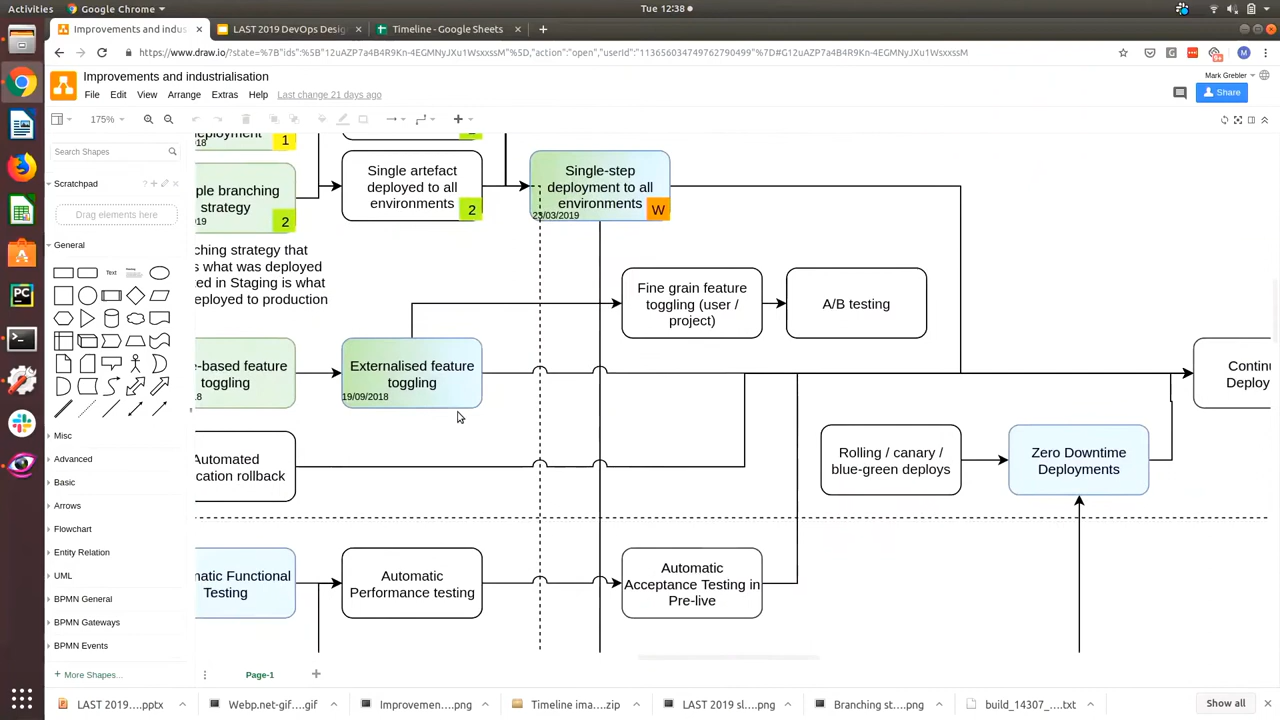 Activities
Google Chrome
Tue 12:38
Improvements and indus
LAST 2019 DevOps Desig
Timeline - Google Sheets
https://www.draw.io/?state=%7B"ids"%3A%5B"12uAZP7a4B4R9Kn-4EGMNyJXu1WsxxsM"%5D,"action":"open","userId":"113656034749762790499"%7D#G12uAZP7a4B4R9Kn-4EGMNyJXu1WsxxsM
Improvements and industrialisation
Mark Grebler
File Edit View Arrange Extras Help Last change 21 days ago
Share
175%
Search Shapes
Scratchpad
Drag elements here
General
Text
Misc
Advanced
Basic
Arrows
Flowchart
Entity Relation
UML
BPMN General
BPMN Gateways
BPMN Events
+ More Shapes...
1
ple branching
strategy
2
Single artefact
deployed to all
environments
2
Single-step
deployment to all
environments
23/03/2019
W
ching strategy that
s what was deployed
ted in Staging is what
eployed to production
Fine grain feature
toggling (user /
project)
A/B testing
e-based feature
toggling
Externalised feature
toggling
19/09/2018
Continu
Deploy
Automated
cation rollback
Rolling / canary /
blue-green deploys
Zero Downtime
Deployments
matic Functional
Testing
Automatic
Performance testing
Automatic
Acceptance Testing in
Pre-live
Page-1
LAST 2019....pptx
Webp.net-gif....gif
Improvemen....png
Timeline ima....zip
LAST 2019 sl....png
Branching st....png
build_14307_....txt
Show all